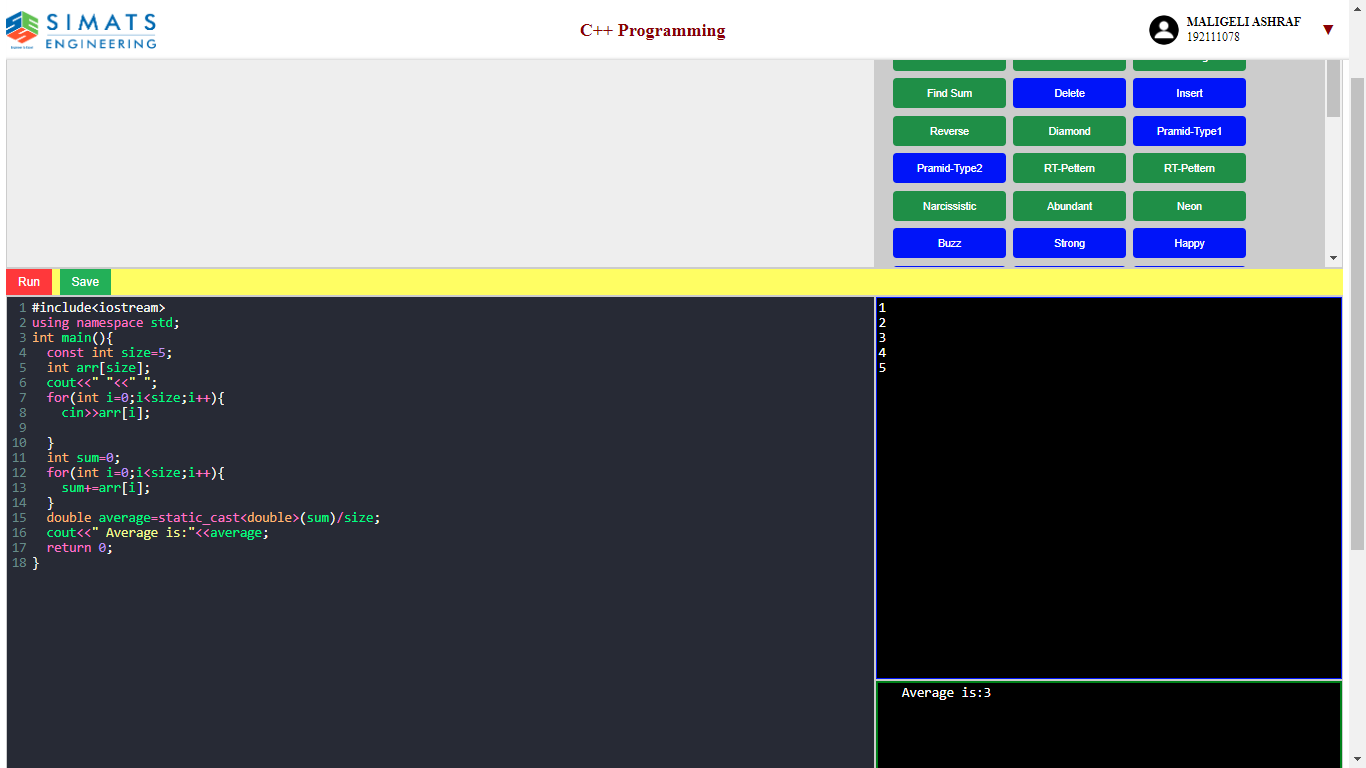 SIMATS
ENGINEERING
C++ Programming
MALIGELI ASHRAF
192111078
▼
Find Sum
Delete
Insert
Reverse
Diamond
Pramid-Type1
Pramid-Type2
RT-Pettern
RT-Pettern
Narcissistic
Abundant
Neon
Buzz
Strong
Happy
Run
Save
1 #include<iostream>
2 using namespace std;
3 int main(){
4   const int size=5;
5   int arr[size];
6   cout<<" "<<" ";
7   for(int i=0;i<size;i++){
8     cin>>arr[i];
9
10   }
11   int sum=0;
12   for(int i=0;i<size;i++){
13     sum+=arr[i];
14   }
15   double average=static_cast<double>(sum)/size;
16   cout<<" Average is:"<<average;
17   return 0;
18 }
1
2
3
4
5
Average is:3